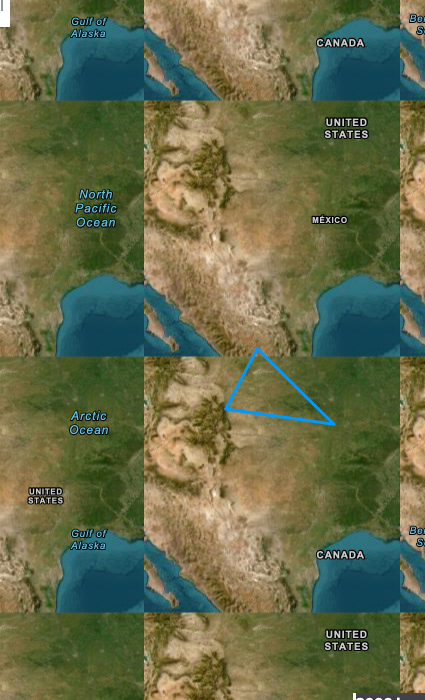 Gulf of
Alaska
CANADA
UNITED
STATES
North
Pacific
Ocean
MÉXICO
Arctic
Ocean
UNITED
STATES
Gulf of
Alaska
CANADA
UNITED
STATES